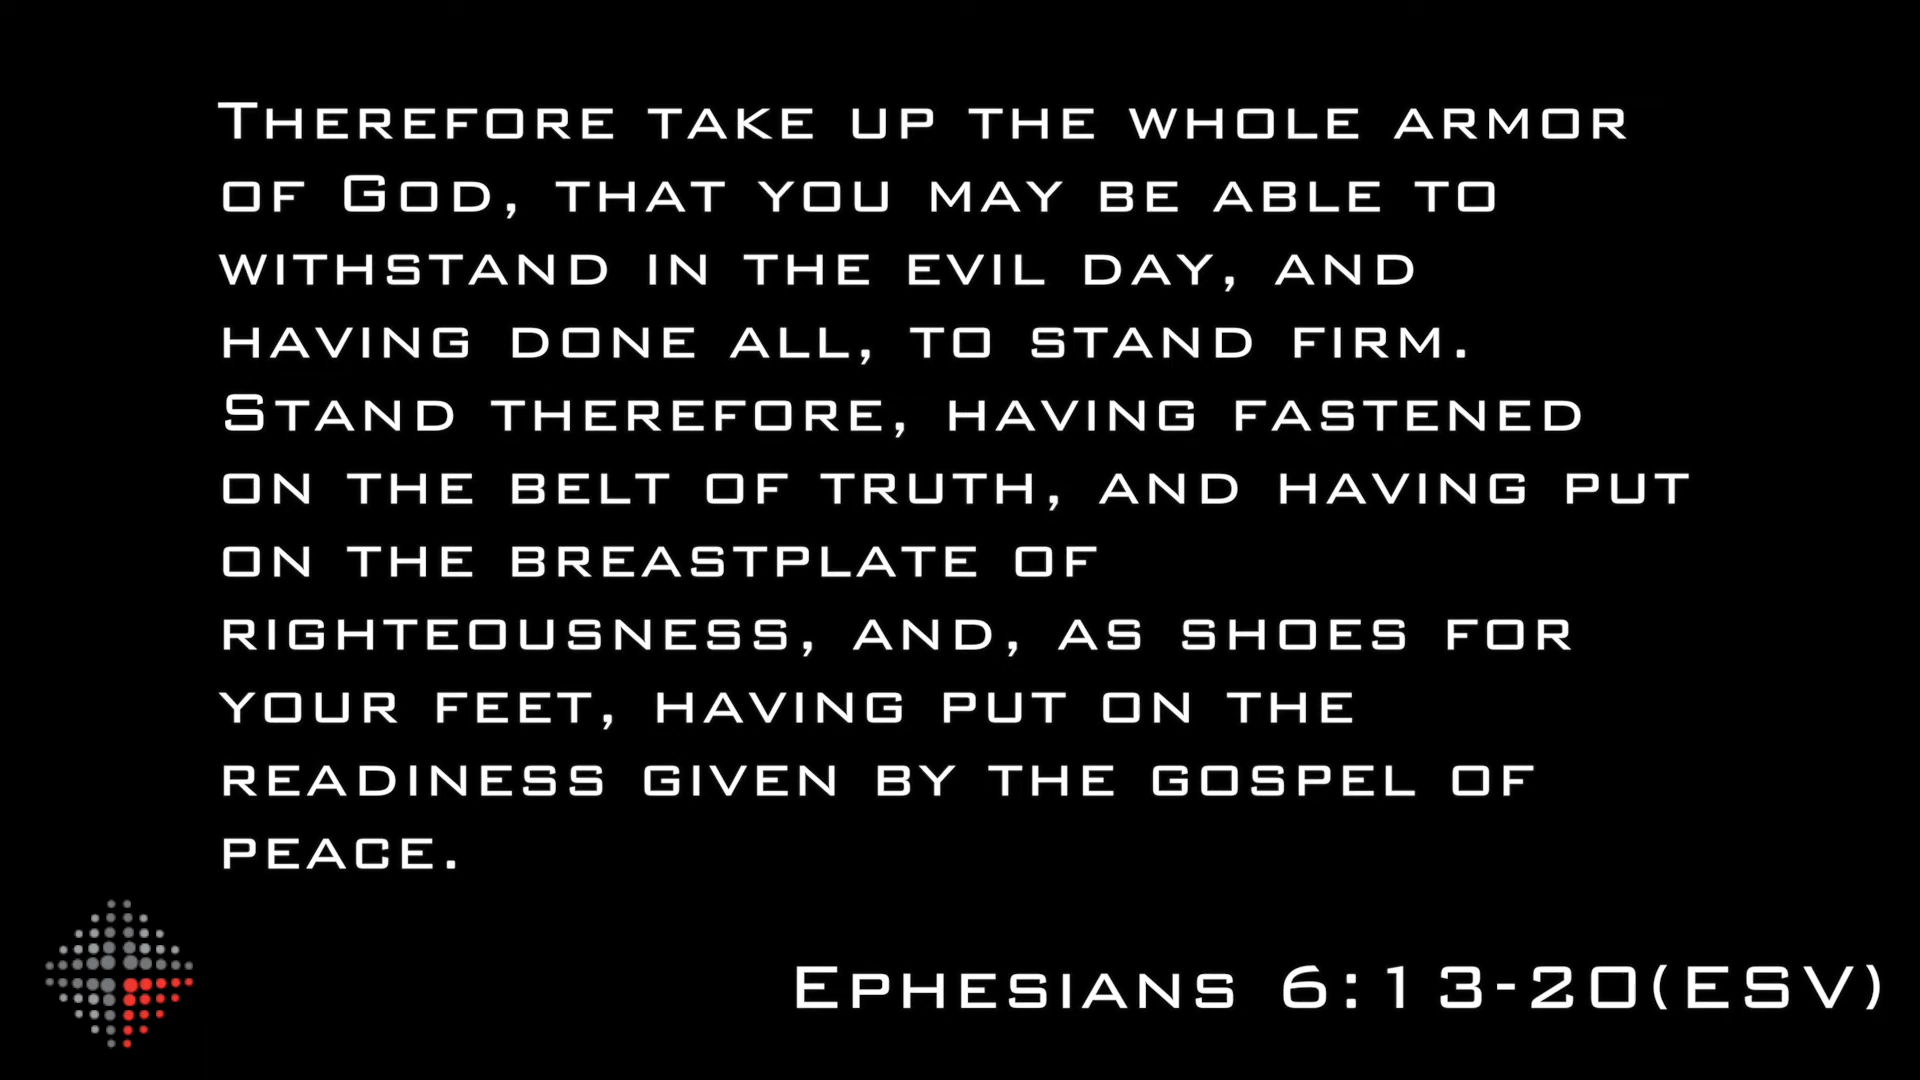 Therefore take up the whole armor
of God, that you may be able to
withstand in the evil day, and
having done all, to stand firm.
Stand therefore, having fastened
on the belt of truth, and having put
on the breastplate of
righteousness, and, as shoes for
your feet, having put on the
readiness given by the gospel of
peace.
Ephesians 6:13-20(ESV)